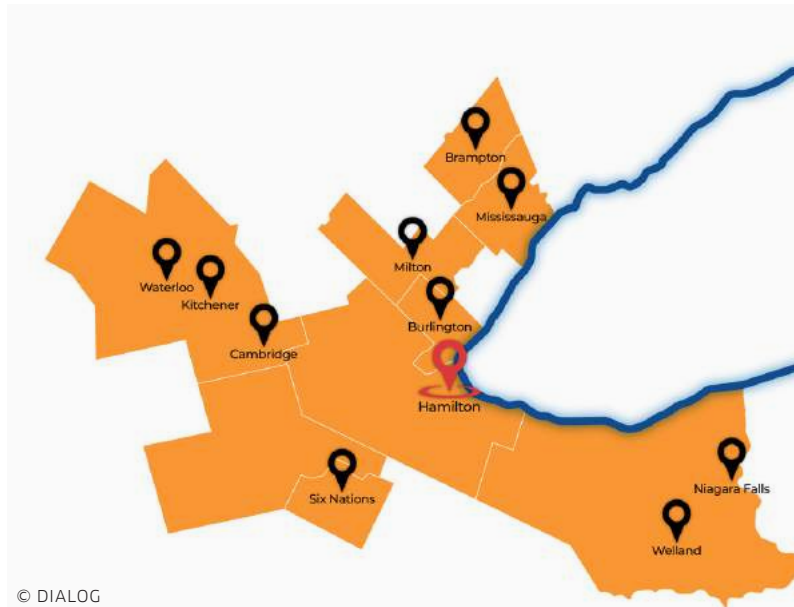 Brampton
Mississauga
Milton
Waterloo
Kitchener
Burlington
Cambridge
Hamilton
Niagara Falls
Six Nations
Welland
© DIALOG